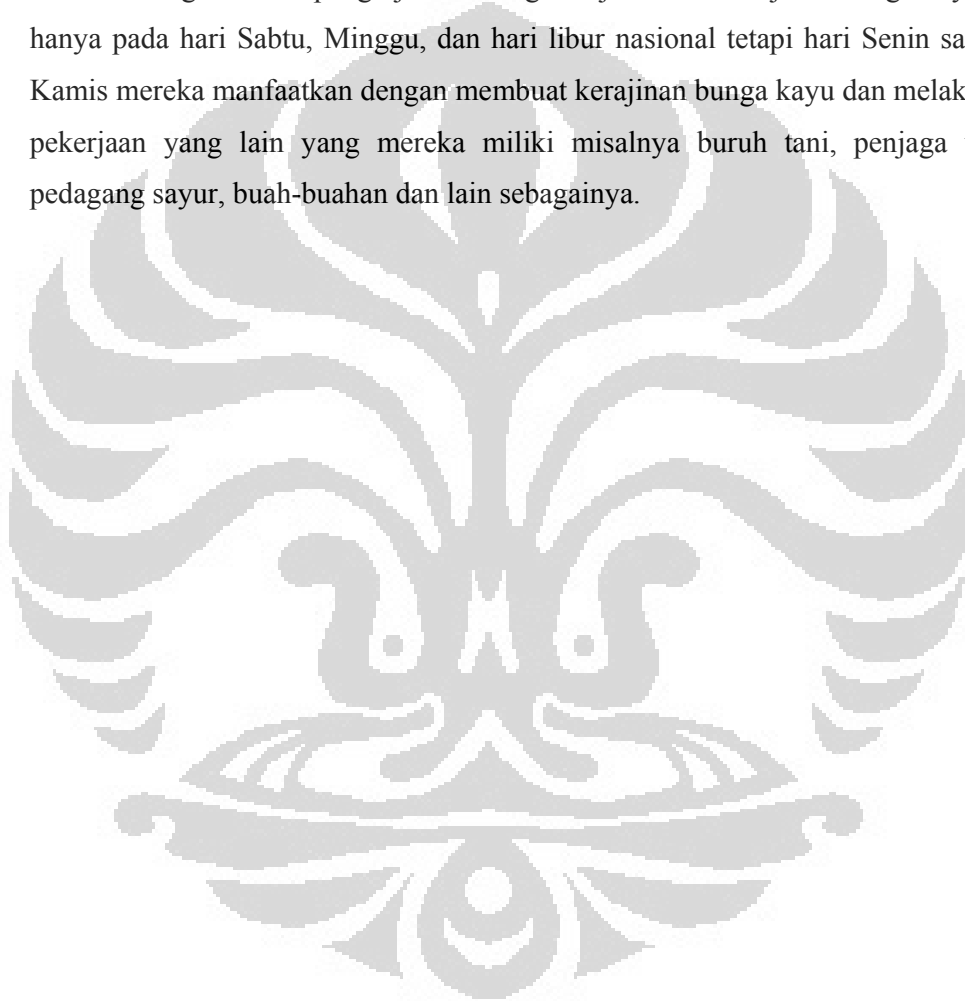 hanya pada hari Sabtu, Minggu, dan hari libur nasional tetapi hari Senin sa
Kamis mereka manfaatkan dengan membuat kerajinan bunga kayu dan melak
pekerjaan yang lain yang mereka miliki misalnya buruh tani, penjaga
pedagang sayur, buah-buahan dan lain sebagainya.